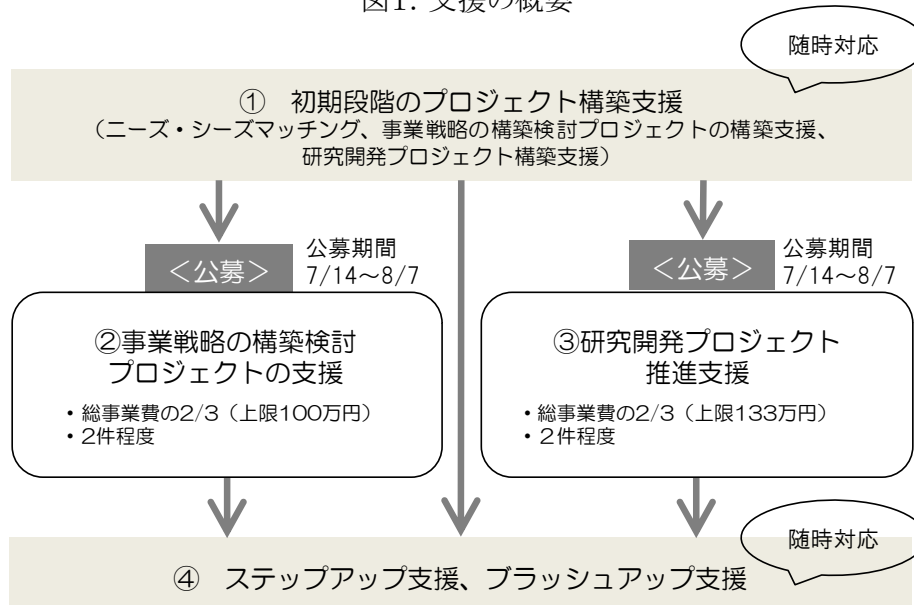 図1. 支援の概要
随時対応
① 初期段階のプロジェクト構築支援
（ニーズ・シーズマッチング、事業戦略の構築検討プロジェクトの構築支援、
研究開発プロジェクト構築支援）
＜公募＞
公募期間
7/14～8/7
＜公募＞
公募期間
7/14～8/7
②事業戦略の構築検討
プロジェクトの支援
・総事業費の2/3（上限100万円）
・2件程度
③研究開発プロジェクト
推進支援
・総事業費の2/3（上限133万円）
・2件程度
随時対応
④ ステップアップ支援、ブラッシュアップ支援